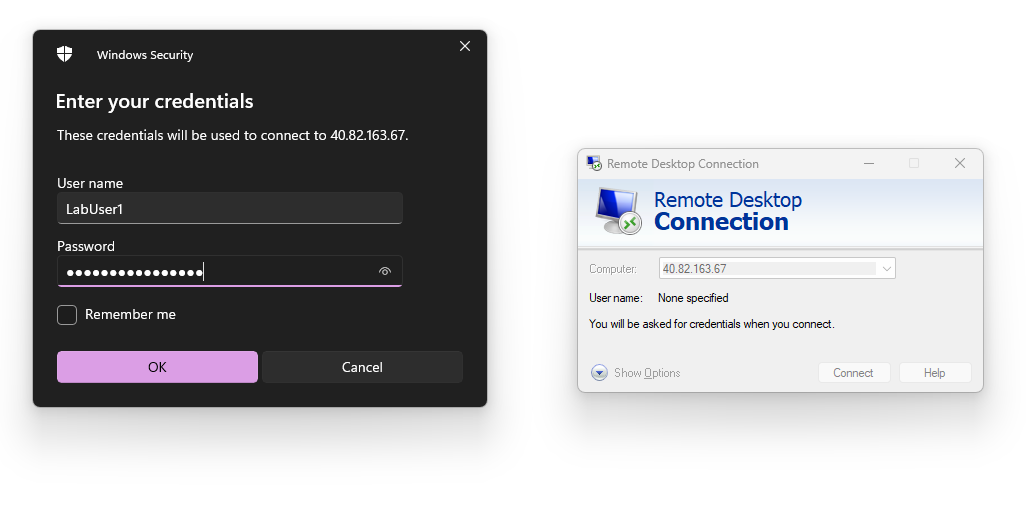 Windows Security
Enter your credentials
These credentials will be used to connect to 40.82.163.67.
User name
LabUser1
Password
●●●●●●●●●●●●●●●●
Remember me
OK
Cancel
Remote Desktop Connection
Remote Desktop
Connection
Computer:
40.82.163.67
User name:
None specified
You will be asked for credentials when you connect.
Show Options
Connect
Help